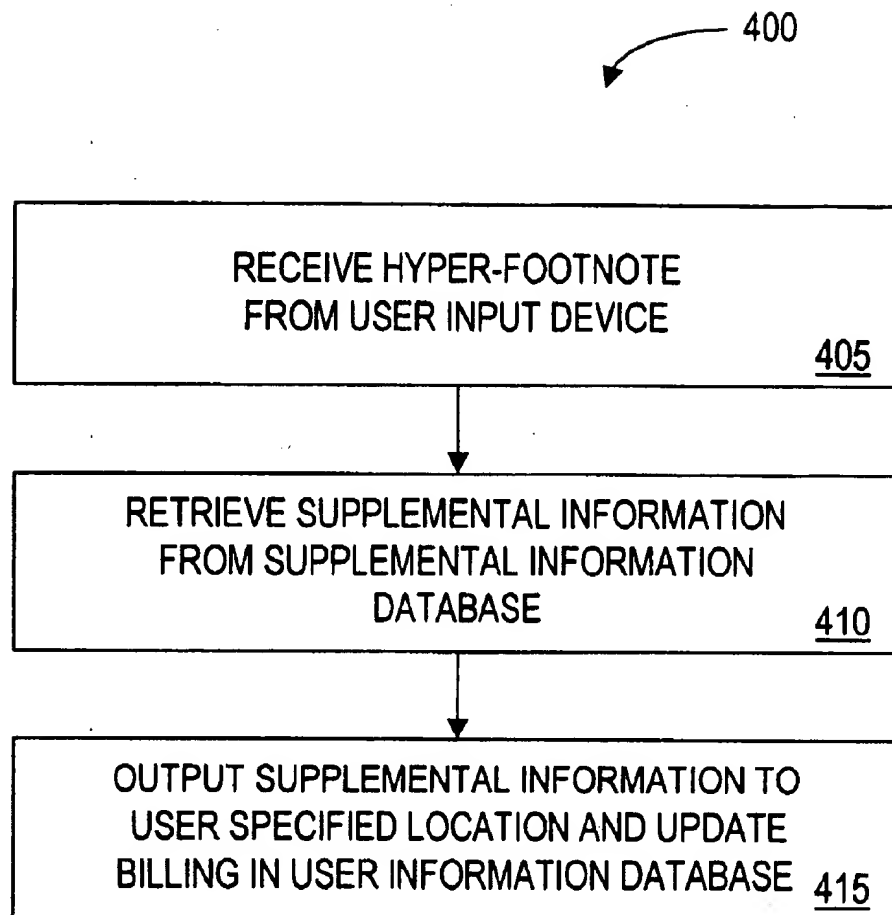 400
RECEIVE HYPER-FOOTNOTE
FROM USER INPUT DEVICE
405
RETRIEVE SUPPLEMENTAL INFORMATION
FROM SUPPLEMENTAL INFORMATION
DATABASE
410
OUTPUT SUPPLEMENTAL INFORMATION TO
USER SPECIFIED LOCATION AND UPDATE
BILLING IN USER INFORMATION DATABASE
415